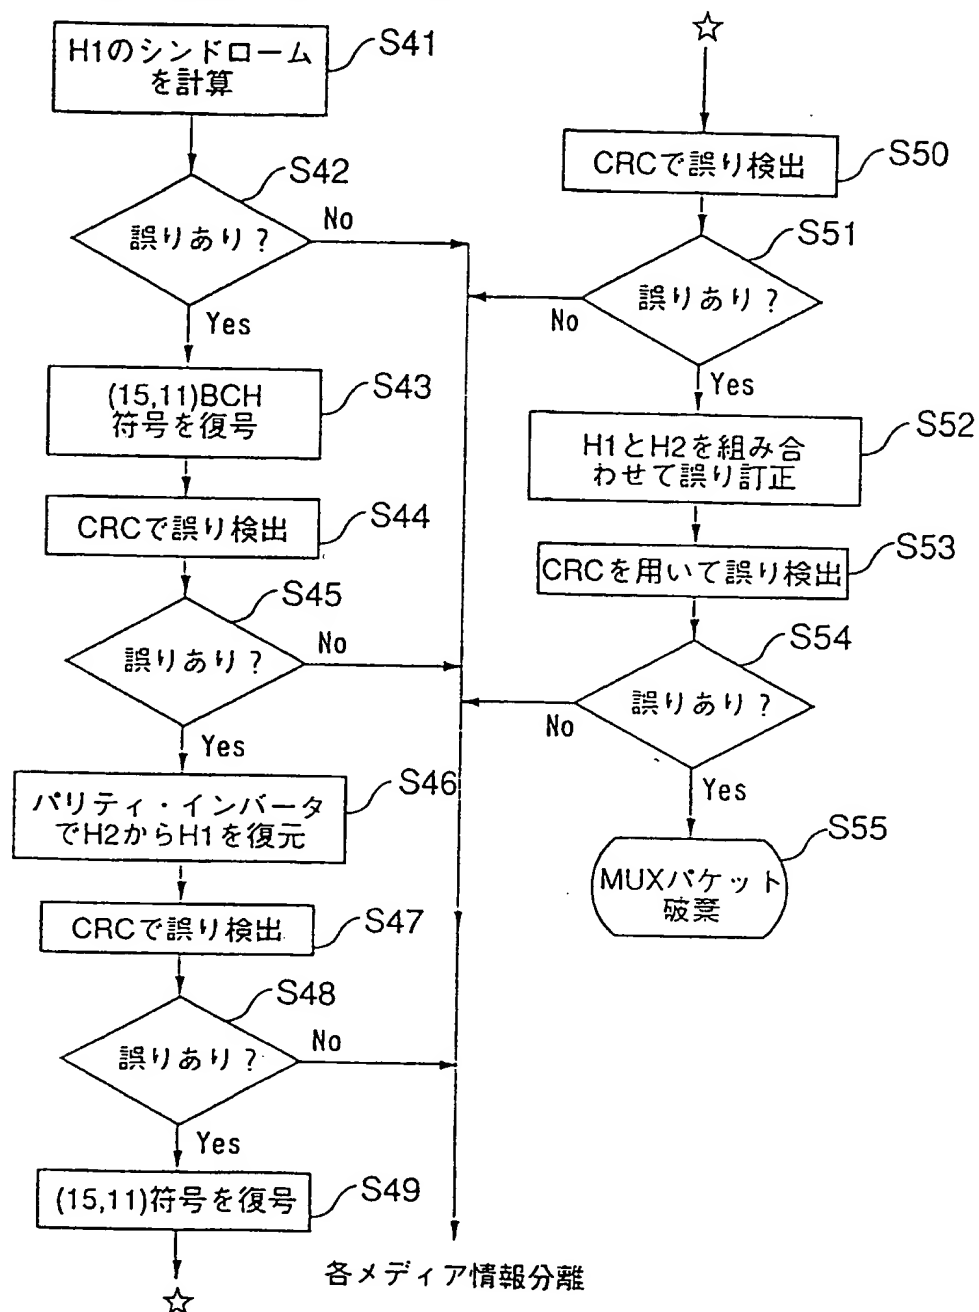 H1のシンドローム
を計算
S41
S42
誤りあり？
No
Yes
(15,11)BCH
符号を復号
S43
CRCで誤り検出
S44
S45
誤りあり？
No
Yes
パリティ・インバータ
でH2からH1を復元
S46
CRCで誤り検出
S47
S48
誤りあり？
No
Yes
(15,11)符号を復号
S49
☆
☆
CRCで誤り検出
S50
S51
誤りあり？
No
Yes
H1とH2を組み合
わせて誤り訂正
S52
CRCを用いて誤り検出
S53
S54
誤りあり？
No
Yes
MUXパケット
破棄
S55
各メディア情報分離